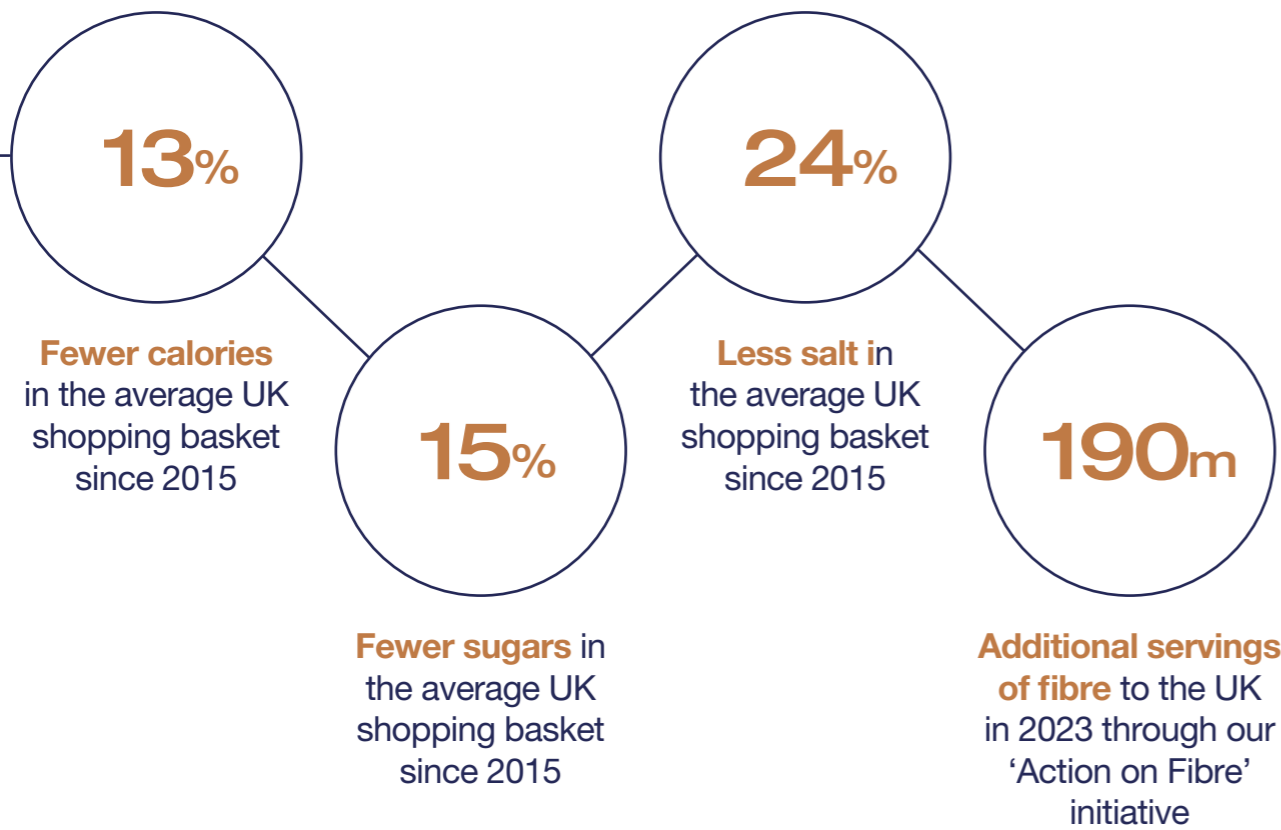 13%
Fewer calories
in the average UK
shopping basket
since 2015
15%
Fewer sugars in
the average UK
shopping basket
since 2015
24%
Less salt in
the average UK
shopping basket
since 2015
190m
Additional servings
of fibre to the UK
in 2023 through our
‘Action on Fibre’
initiative